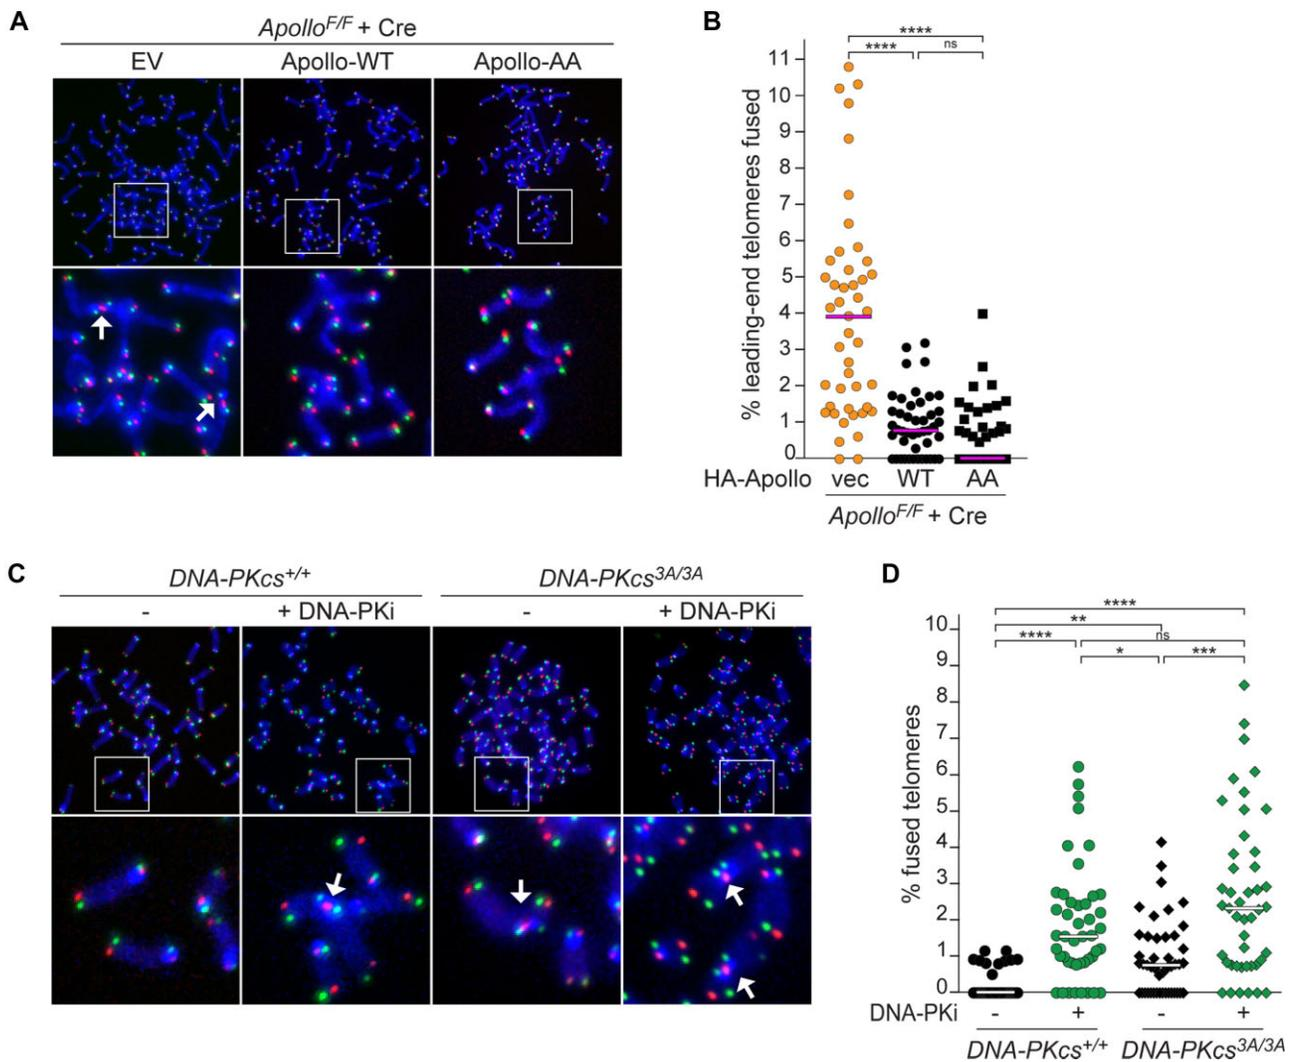 A
Apollo^F/F + Cre
EV Apollo-WT Apollo-AA
B
**** 
**** ns
% leading-end telomeres fused
11
10
9
8
7
6
5
4
3
2
1
0
HA-Apollo vec WT AA
Apollo^F/F + Cre
C
DNA-PKcs^+/+ DNA-PKcs^3A/3A
- + DNA-PKi - + DNA-PKi
D
****
**
**** ns
* ***
% fused telomeres
10
9
8
7
6
5
4
3
2
1
0
DNA-PKi - + - +
DNA-PKcs^+/+ DNA-PKcs^3A/3A